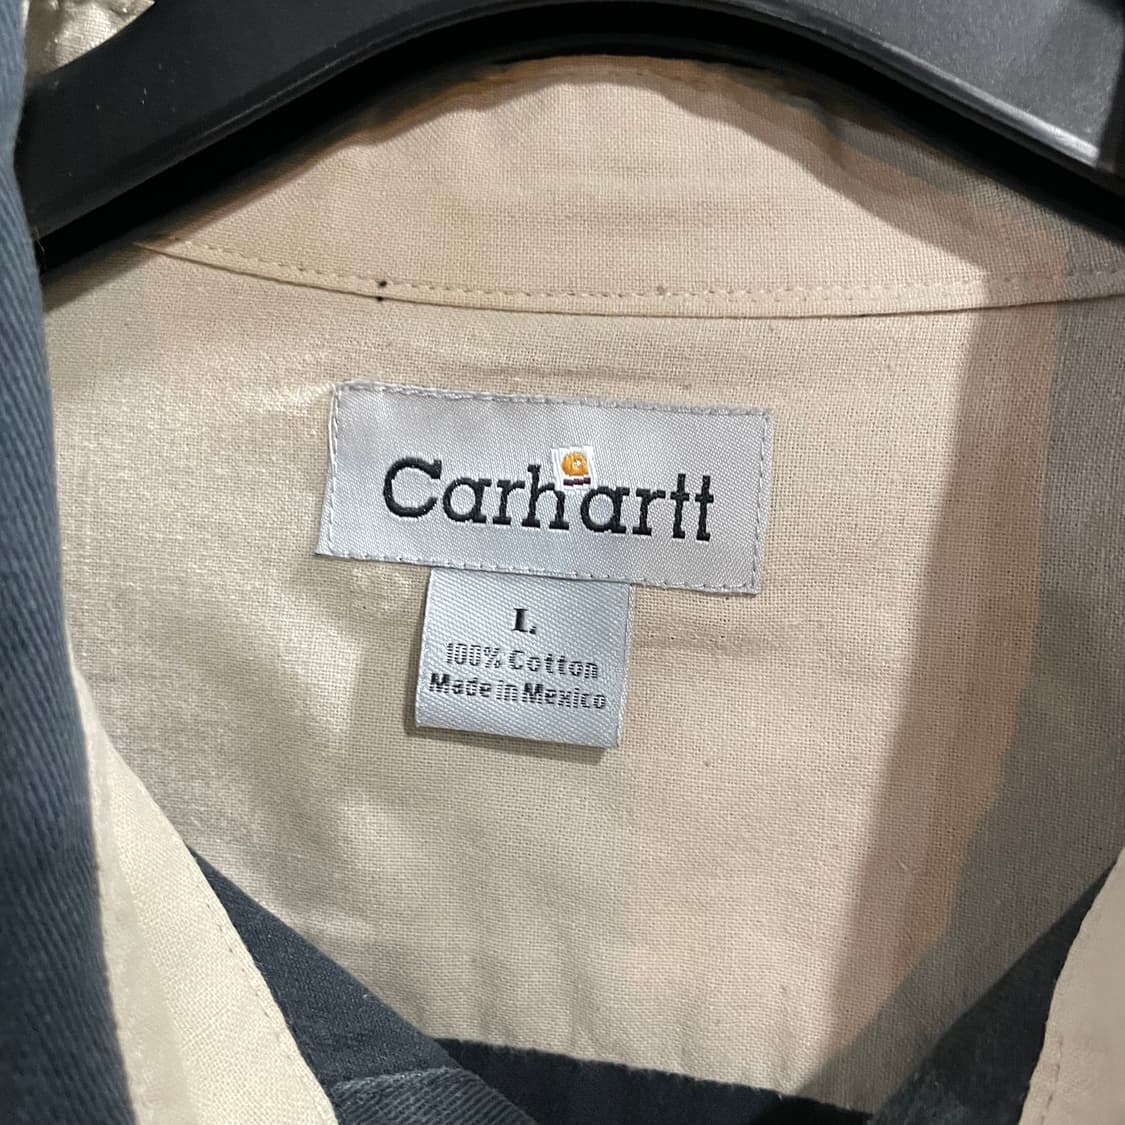 Carhartt
L.
100% Cotton
Made in Mexico